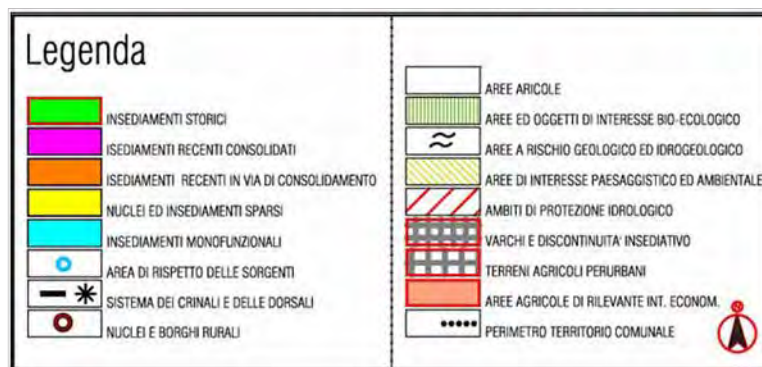 Legenda
INSEDIAMENTI STORICI
ISEDIAMENTI RECENTI CONSOLIDATI
ISEDIAMENTI RECENTI IN VIA DI CONSOLIDAMENTO
NUCLEI ED INSEDIAMENTI SPARSI
INSEDIAMENTI MONOFUNZIONALI
AREA DI RISPETTO DELLE SORGENTI
SISTEMA DEI CRINALI E DELLE DORSALI
NUCLEI E BORGHI RURALI
AREE ARICOLE
AREE ED OGGETTI DI INTERESSE BIO-ECOLOGICO
AREE A RISCHIO GEOLOGICO ED IDROGEOLOGICO
AREE DI INTERESSE PAESAGGISTICO ED AMBIENTALE
AMBITI DI PROTEZIONE IDROLOGICO
VARCHI E DISCONTINUITA' INSEDIATIVO
TERRENI AGRICOLI PERURBANI
AREE AGRICOLE DI RILEVANTE INT. ECONOM.
PERIMETRO TERRITORIO COMUNALE